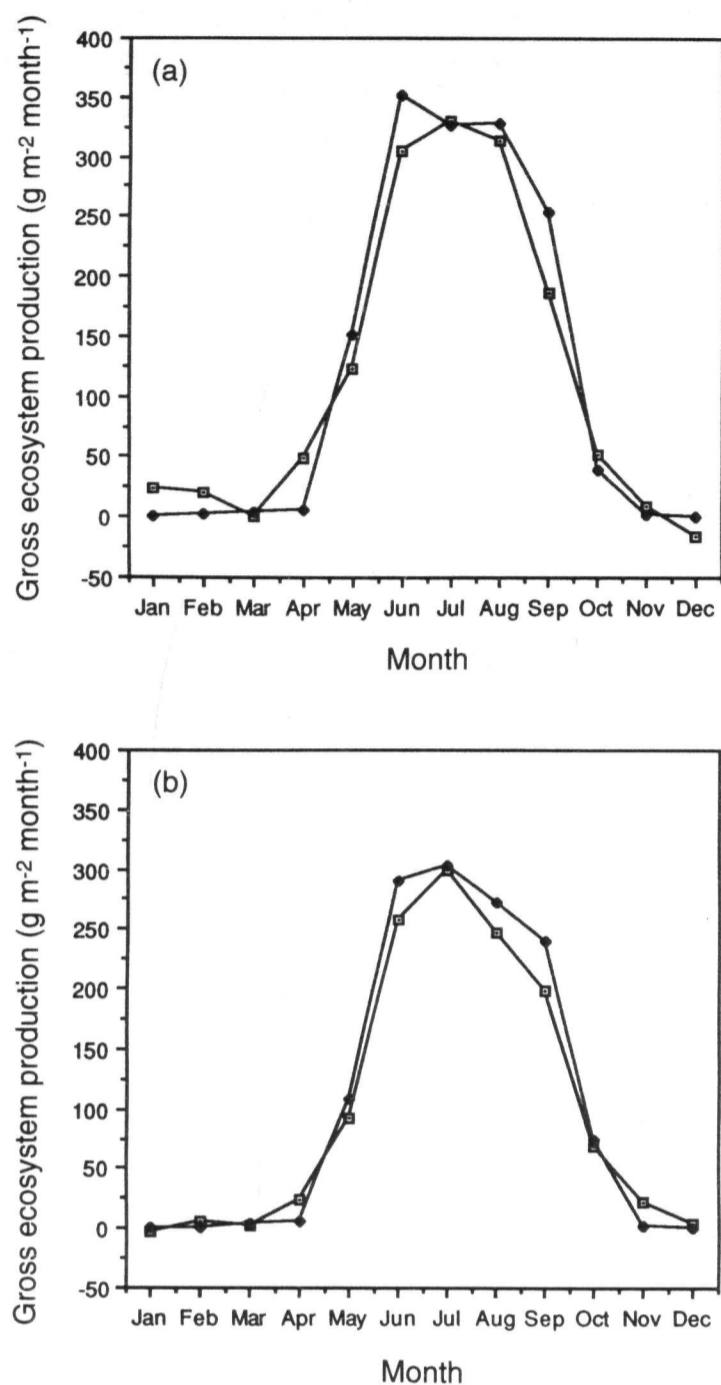 Gross ecosystem production (g m-2 month-1)
400
350
300
250
200
150
100
50
0
-50
(a)
Jan Feb Mar Apr May Jun Jul Aug Sep Oct Nov Dec
Month
Gross ecosystem production (g m-2 month-1)
400
350
300
250
200
150
100
50
0
-50
(b)
Jan Feb Mar Apr May Jun Jul Aug Sep Oct Nov Dec
Month